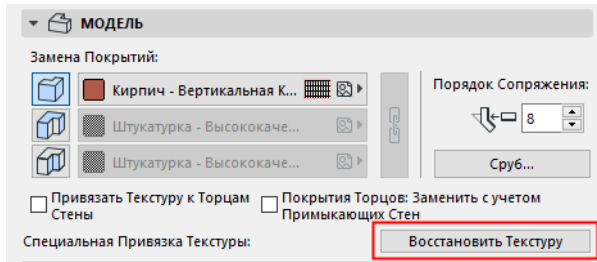 МОДЕЛЬ
Замена Покрытий:
Кирпич - Вертикальная К...
Порядок Сопряжения:
Штукатурка - Высококаче...
8
Штукатурка - Высококаче...
Сруб...
Привязать Текстуру к Торцам Стены
Покрытия Торцов: Заменить с учетом Примыкающих Стен
Специальная Привязка Текстуры:
Восстановить Текстуру